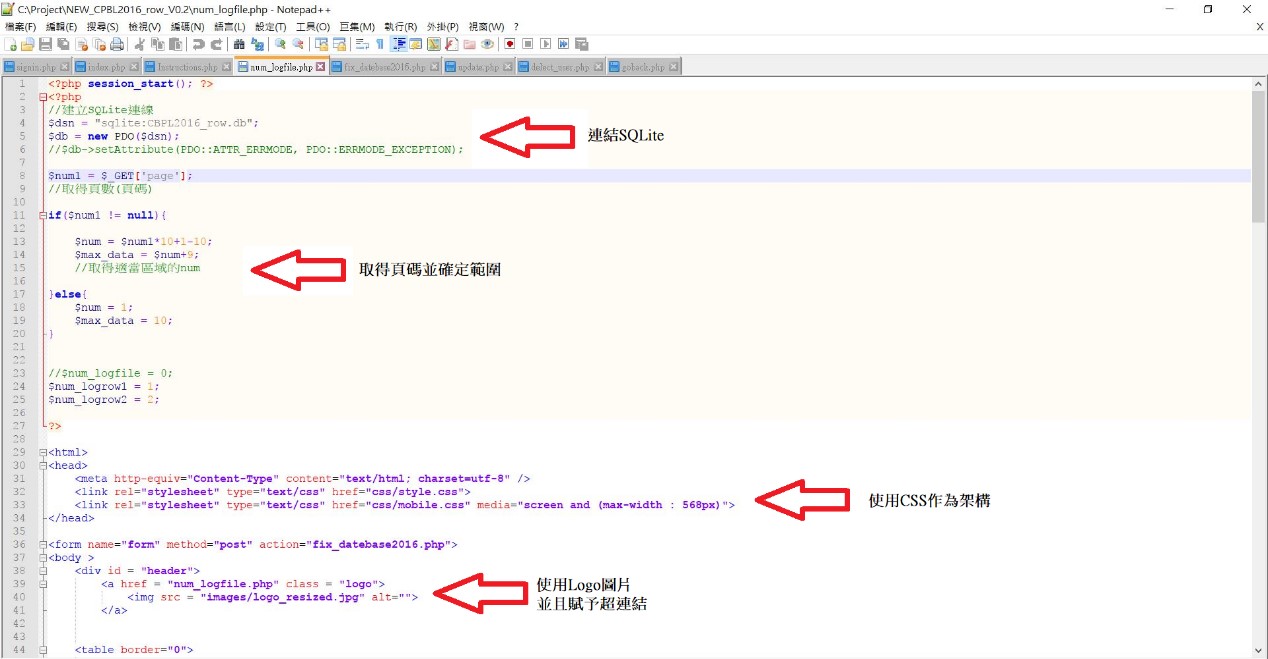 C:\Project\NEW_CPBL2016_row_V0.2\num_logfile.php - Notepad++
檔案(F) 編輯(E) 搜尋(S) 檢視(V) 編碼(N) 語言(L) 設定(T) 工具(O) 巨集(M) 執行(R) 外掛(P) 視窗(W) ? X
signin.php index.php Instructions.php num_logfile.php fix_datebase2016.php update.php delect_user.php goback.php
1 <?php session_start(); ?>
2 <?php
3 //建立SQLite連線
4 $dsn = "sqlite:CBPL2016_row.db";
5 $db = new PDO($dsn);
6 //$db->setAttribute(PDO::ATTR_ERRMODE, PDO::ERRMODE_EXCEPTION);
連結SQLite
7
8 $num1 = $_GET['page'];
9 //取得頁數(頁碼)
10
11 if($num1 != null){
12
13 $num = $num1*10+1-10;
14 $max_data = $num+9;
15 //取得適當區域的num
取得頁碼並確定範圍
16
17 }else{
18 $num = 1;
19 $max_data = 10;
20 }
21
22
23 //$num_logfile = 0;
24 $num_logrow1 = 1;
25 $num_logrow2 = 2;
26
27 ?>
28
29 <html>
30 <head>
31 <meta http-equiv="Content-Type" content="text/html; charset=utf-8" />
32 <link rel="stylesheet" type="text/css" href="css/style.css">
33 <link rel="stylesheet" type="text/css" href="css/mobile.css" media="screen and (max-width : 568px)">
使用CSS作為架構
34 </head>
35
36 <form name="form" method="post" action="fix_datebase2016.php">
37 <body >
38 <div id = "header">
39 <a href = "num_logfile.php" class = "logo">
40 <img src = "images/logo_resized.jpg" alt="">
41 </a>
使用Logo圖片
並且賦予超連結
42
43
44 <table border="0">